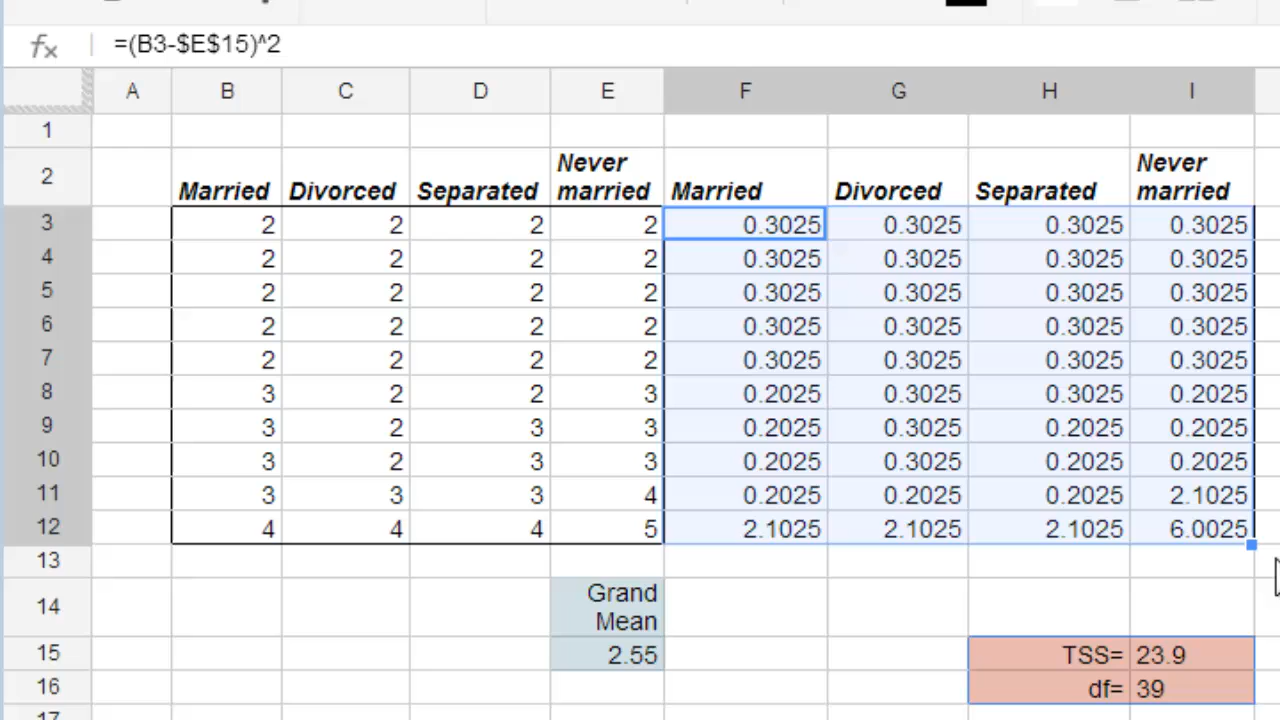 fx =(B3-$E$15)^2
A B C D E F G H I
1
2 Married Divorced Separated Never married Married Divorced Separated Never married
3 2 2 2 2 0.3025 0.3025 0.3025 0.3025
4 2 2 2 2 0.3025 0.3025 0.3025 0.3025
5 2 2 2 2 0.3025 0.3025 0.3025 0.3025
6 2 2 2 2 0.3025 0.3025 0.3025 0.3025
7 2 2 2 2 0.3025 0.3025 0.3025 0.3025
8 3 2 2 3 0.2025 0.3025 0.3025 0.2025
9 3 2 3 3 0.2025 0.3025 0.2025 0.2025
10 3 2 3 3 0.2025 0.3025 0.2025 0.2025
11 3 3 3 4 0.2025 0.2025 0.2025 2.1025
12 4 4 4 5 2.1025 2.1025 2.1025 6.0025
13
14 Grand Mean
15 2.55 TSS= 23.9
16 df= 39
17